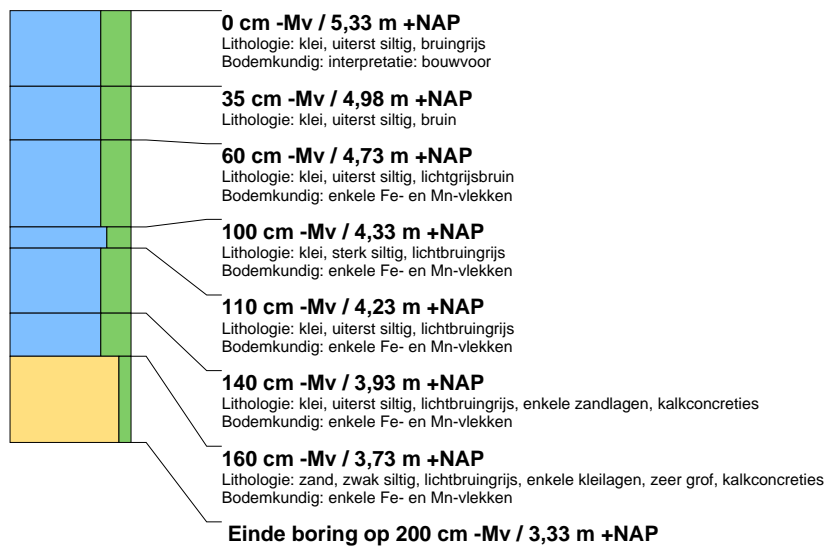 0 cm -Mv / 5,33 m +NAP
Lithologie: klei, uiterst siltig, bruingrijs
Bodemkundig: interpretatie: bouwvoor
35 cm -Mv / 4,98 m +NAP
Lithologie: klei, uiterst siltig, bruin
60 cm -Mv / 4,73 m +NAP
Lithologie: klei, uiterst siltig, lichtgrijsbruin
Bodemkundig: enkele Fe- en Mn-vlekken
100 cm -Mv / 4,33 m +NAP
Lithologie: klei, sterk siltig, lichtbruingrijs
Bodemkundig: enkele Fe- en Mn-vlekken
110 cm -Mv / 4,23 m +NAP
Lithologie: klei, uiterst siltig, lichtbruingrijs
Bodemkundig: enkele Fe- en Mn-vlekken
140 cm -Mv / 3,93 m +NAP
Lithologie: klei, uiterst siltig, lichtbruingrijs, enkele zandlagen, kalkconcreties
Bodemkundig: enkele Fe- en Mn-vlekken
160 cm -Mv / 3,73 m +NAP
Lithologie: zand, zwak siltig, lichtbruingrijs, enkele kleilagen, zeer grof, kalkconcreties
Bodemkundig: enkele Fe- en Mn-vlekken
Einde boring op 200 cm -Mv / 3,33 m +NAP